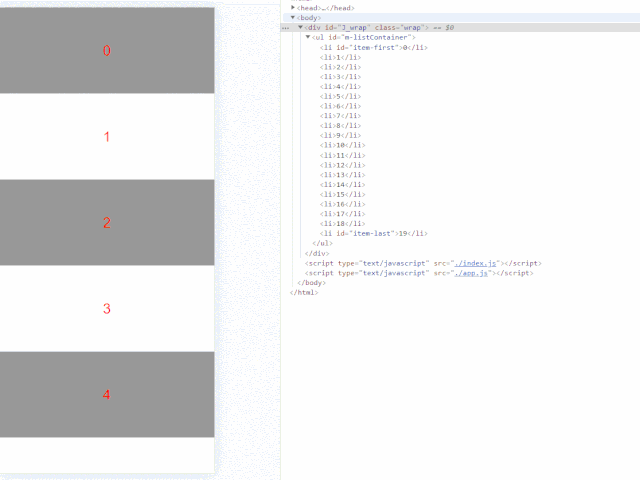 0
1
2
3
4
<head>…</head>
<body>
<div id="J_wrap" class="wrap"> == $0
<ul id="m-listContainer">
<li id="item-first">0</li>
<li>1</li>
<li>2</li>
<li>3</li>
<li>4</li>
<li>5</li>
<li>6</li>
<li>7</li>
<li>8</li>
<li>9</li>
<li>10</li>
<li>11</li>
<li>12</li>
<li>13</li>
<li>14</li>
<li>15</li>
<li>16</li>
<li>17</li>
<li>18</li>
<li id="item-last">19</li>
</ul>
</div>
<script type="text/javascript" src="./index.js"></script>
<script type="text/javascript" src="./app.js"></script>
</body>
</html>